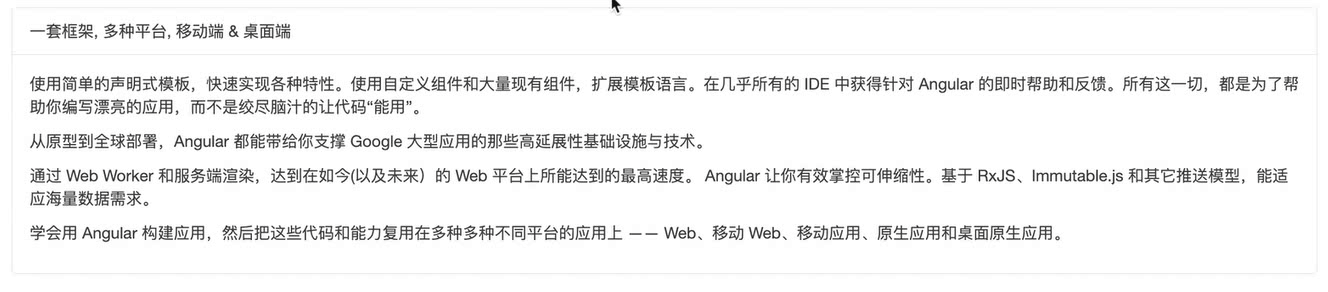 一套框架, 多种平台, 移动端 & 桌面端
使用简单的声明式模板，快速实现各种特性。使用自定义组件和大量现有组件，扩展模板语言。在几乎所有的 IDE 中获得针对 Angular 的即时帮助和反馈。所有这一切，都是为了帮
助你编写漂亮的应用，而不是绞尽脑汁的让代码“能用”。
从原型到全球部署，Angular 都能带给你支撑 Google 大型应用的那些高延展性基础设施与技术。
通过 Web Worker 和服务端渲染，达到在如今(以及未来）的 Web 平台上所能达到的最高速度。 Angular 让你有效掌控可伸缩性。基于 RxJS、Immutable.js 和其它推送模型，能适
应海量数据需求。
学会用 Angular 构建应用，然后把这些代码和能力复用在多种多种不同平台的应用上 —— Web、移动 Web、移动应用、原生应用和桌面原生应用。